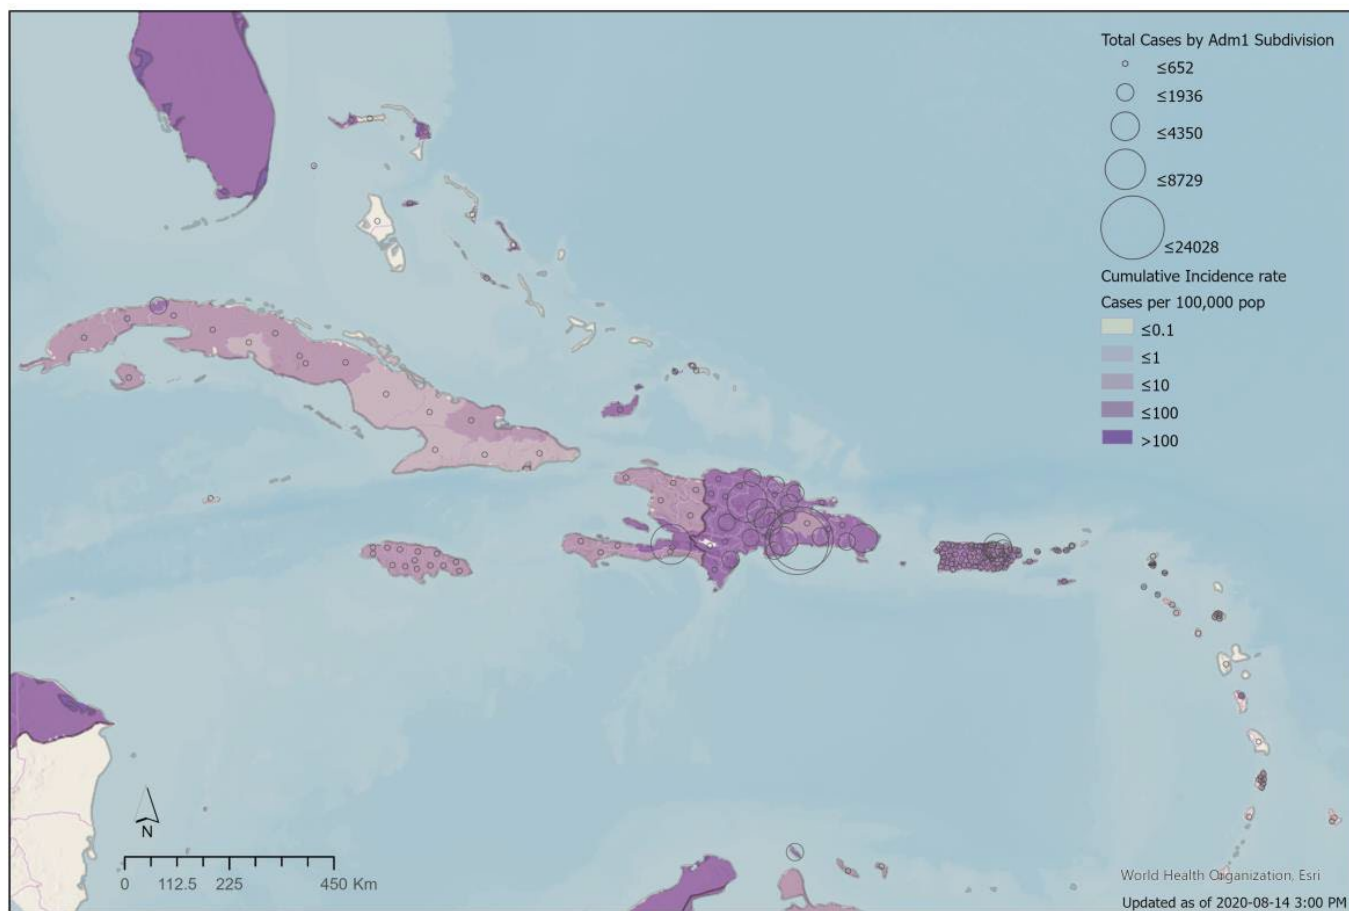 Total Cases by Adm1 Subdivision
≤652
≤1936
≤4350
≤8729
≤24028
Cumulative Incidence rate
Cases per 100,000 pop
≤0.1
≤1
≤10
≤100
>100
N
0 112.5 225 450 Km
World Health Organization, Esri
Updated as of 2020-08-14 3:00 PM